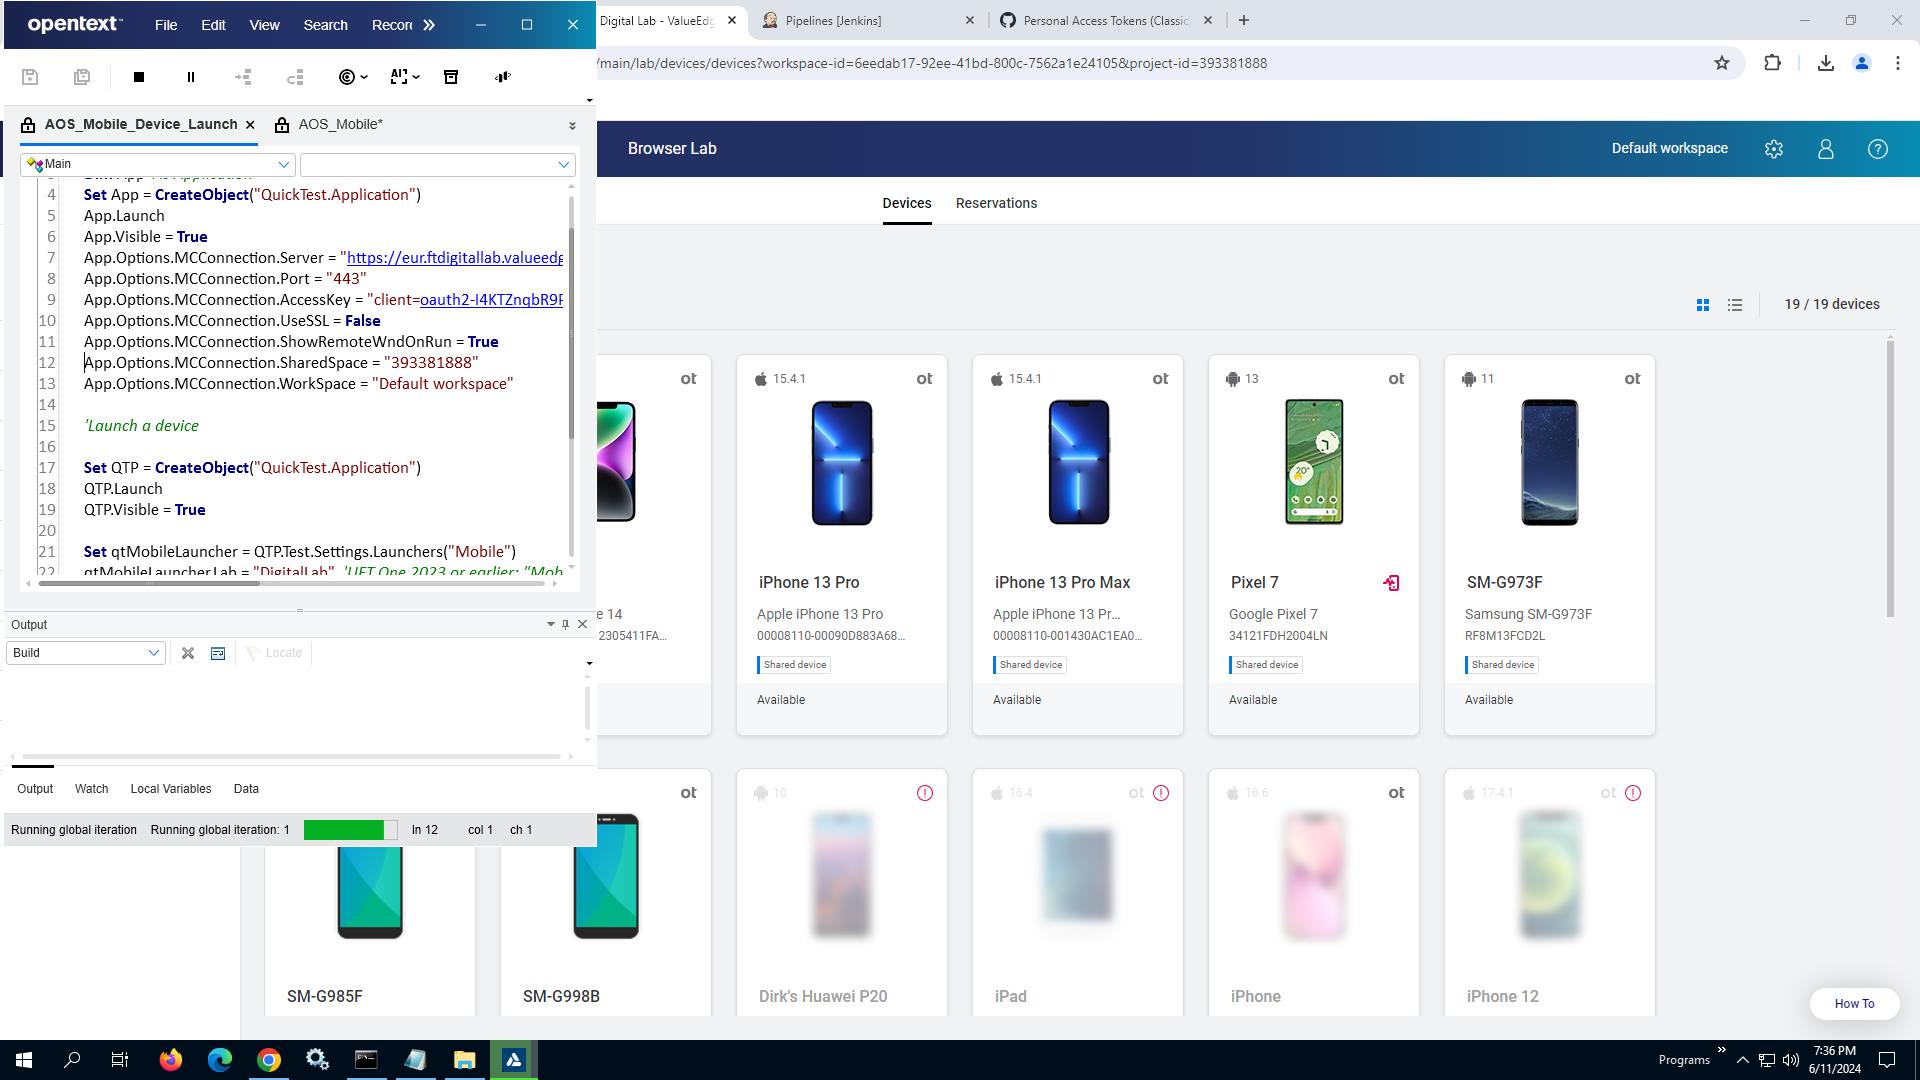 opentext™ File Edit View Search Recor
Digital Lab - ValueEdg
Pipelines [Jenkins]
Personal Access Tokens (Classic
/main/lab/devices/devices?workspace-id=6eedab17-92ee-41bd-800c-7562a1e24105&project-id=393381888
AOS_Mobile_Device_Launch AOS_Mobile*
Main
Browser Lab
Default workspace
Devices Reservations
19 / 19 devices
4 Set App = CreateObject("QuickTest.Application")
5 App.Launch
6 App.Visible = True
7 App.Options.MCConnection.Server = "https://eur.ftdigitallab.valueedg
8 App.Options.MCConnection.Port = "443"
9 App.Options.MCConnection.AccessKey = "client=oauth2-I4KTZnqbR9F
10 App.Options.MCConnection.UseSSL = False
11 App.Options.MCConnection.ShowRemoteWndOnRun = True
12 App.Options.MCConnection.SharedSpace = "393381888"
13 App.Options.MCConnection.WorkSpace = "Default workspace"
14
15 'Launch a device
16
17 Set QTP = CreateObject("QuickTest.Application")
18 QTP.Launch
19 QTP.Visible = True
20
21 Set qtMobileLauncher = QTP.Test.Settings.Launchers("Mobile")
22 qtMobileLauncher.Lab = "DigitalLab" 'UFT One 2023 or earlier: "Mob
Output
Build
Locate
Output Watch Local Variables Data
Running global iteration Running global iteration: 1 ln 12 col 1 ch 1
ot
e 14
2305411FA...
15.4.1 ot
iPhone 13 Pro
Apple iPhone 13 Pro
00008110-00090D883A68...
Shared device
Available
15.4.1 ot
iPhone 13 Pro Max
Apple iPhone 13 Pr...
00008110-001430AC1EA0...
Shared device
Available
13 ot
Pixel 7
Google Pixel 7
34121FDH2004LN
Shared device
Available
11 ot
SM-G973F
Samsung SM-G973F
RF8M13FCD2L
Shared device
Available
SM-G985F
ot
SM-G998B
10
Dirk's Huawei P20
16.4 ot
iPad
16.6 ot
iPhone
17.4.1 ot
iPhone 12
How To
Programs
7:36 PM
6/11/2024